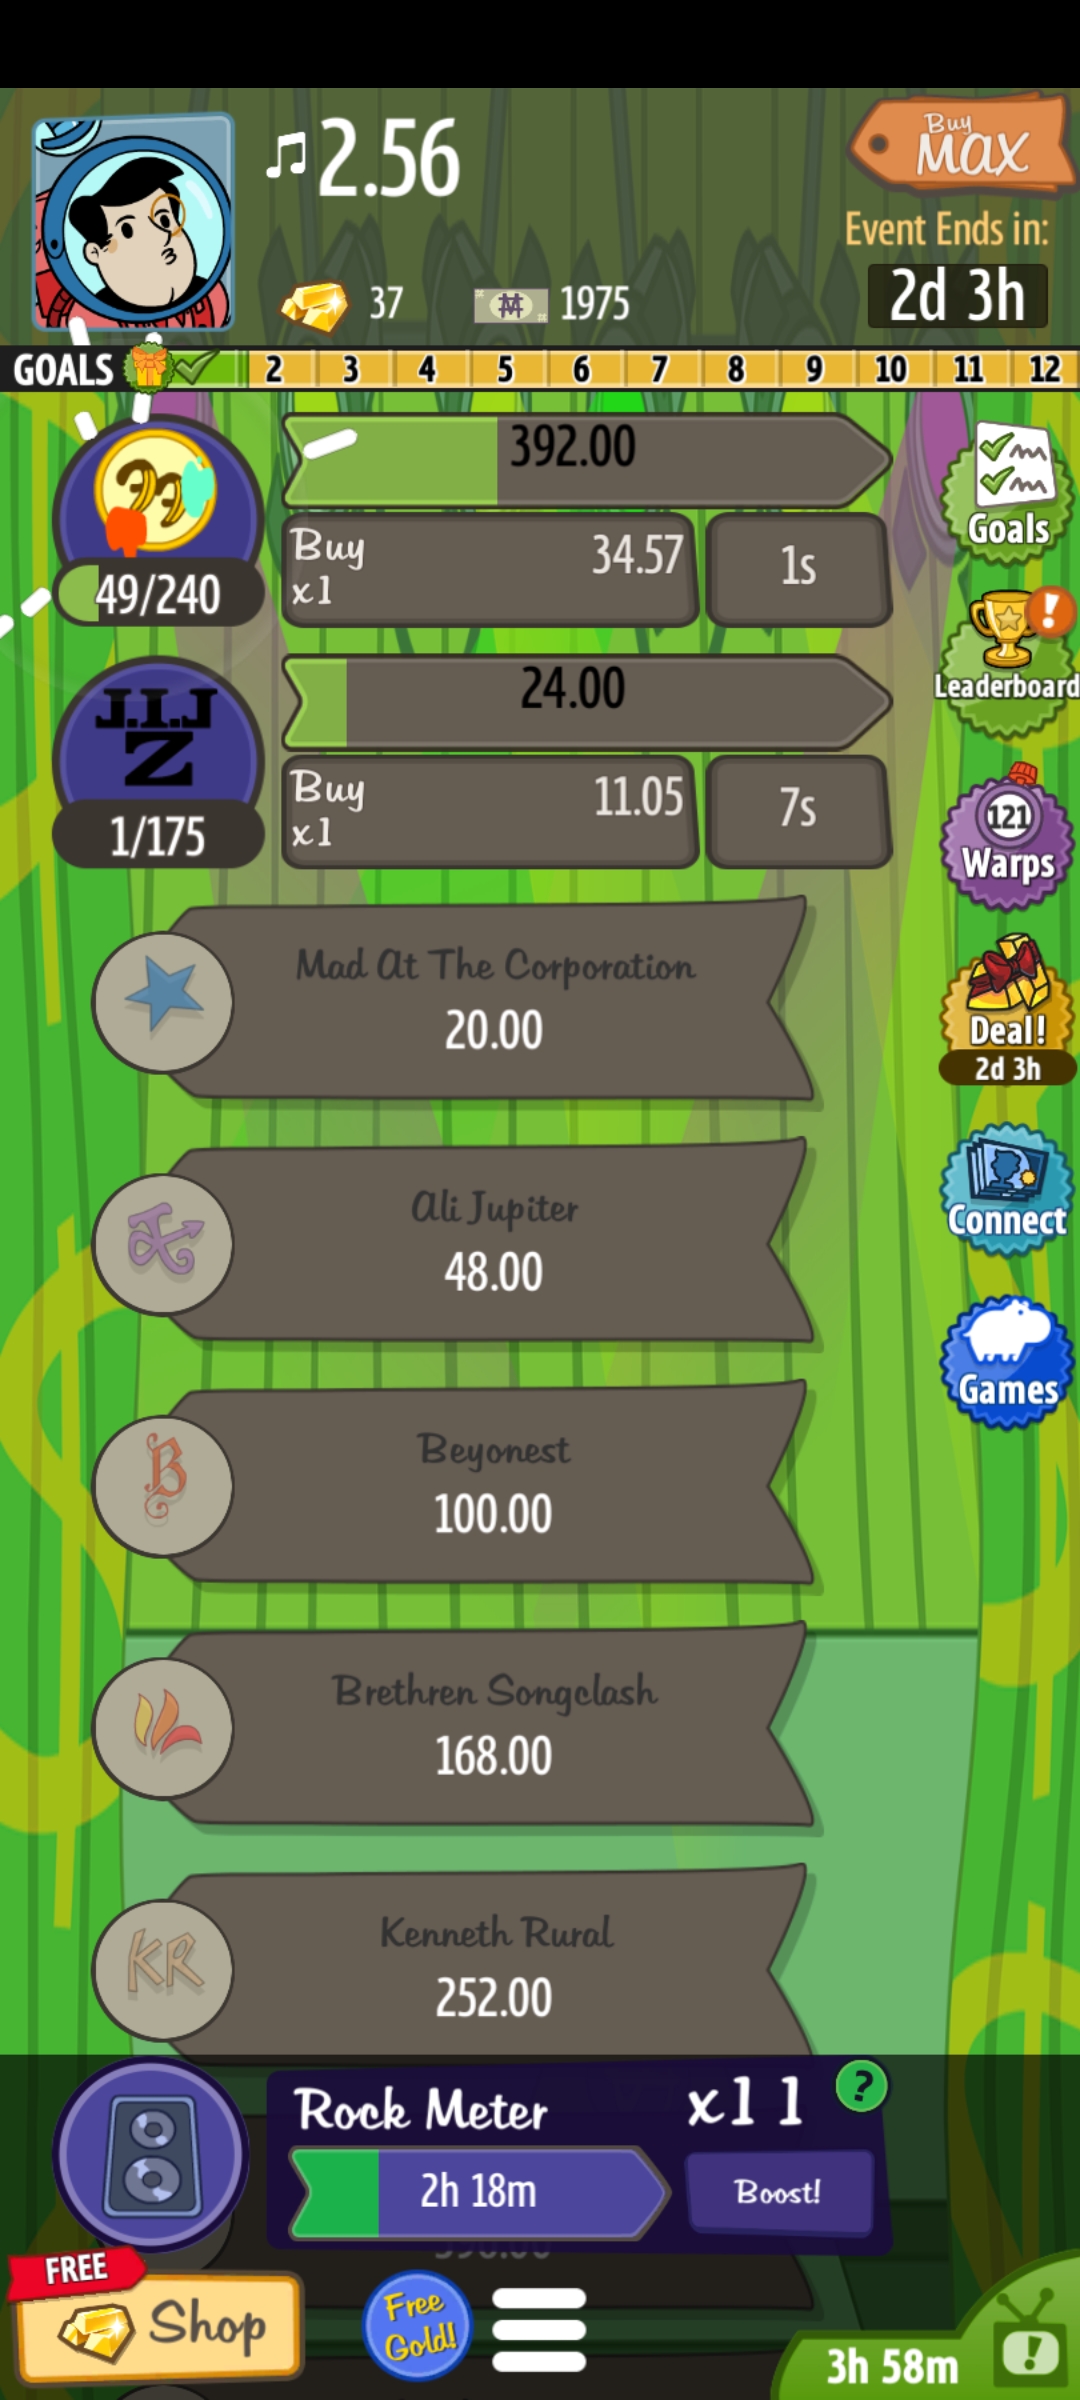 2.56
Buy
MAX
Event Ends in:
2d 3h
37
1975
GOALS 2 3 4 5 6 7 8 9 10 11 12
392.00
Buy
x1
34.57
1s
49/240
Goals
24.00
J.I.J
Z
Buy
x1
11.05
7s
1/175
Leaderboard
121
Warps
Mad At The Corporation
20.00
Deal!
2d 3h
Ali Jupiter
48.00
Connect
B
Beyonest
100.00
Games
Brethren Songclash
168.00
KR
Kenneth Rural
252.00
Rock Meter
x11
?
2h 18m
Boost!
FREE
Shop
Free
Gold!
3h 58m